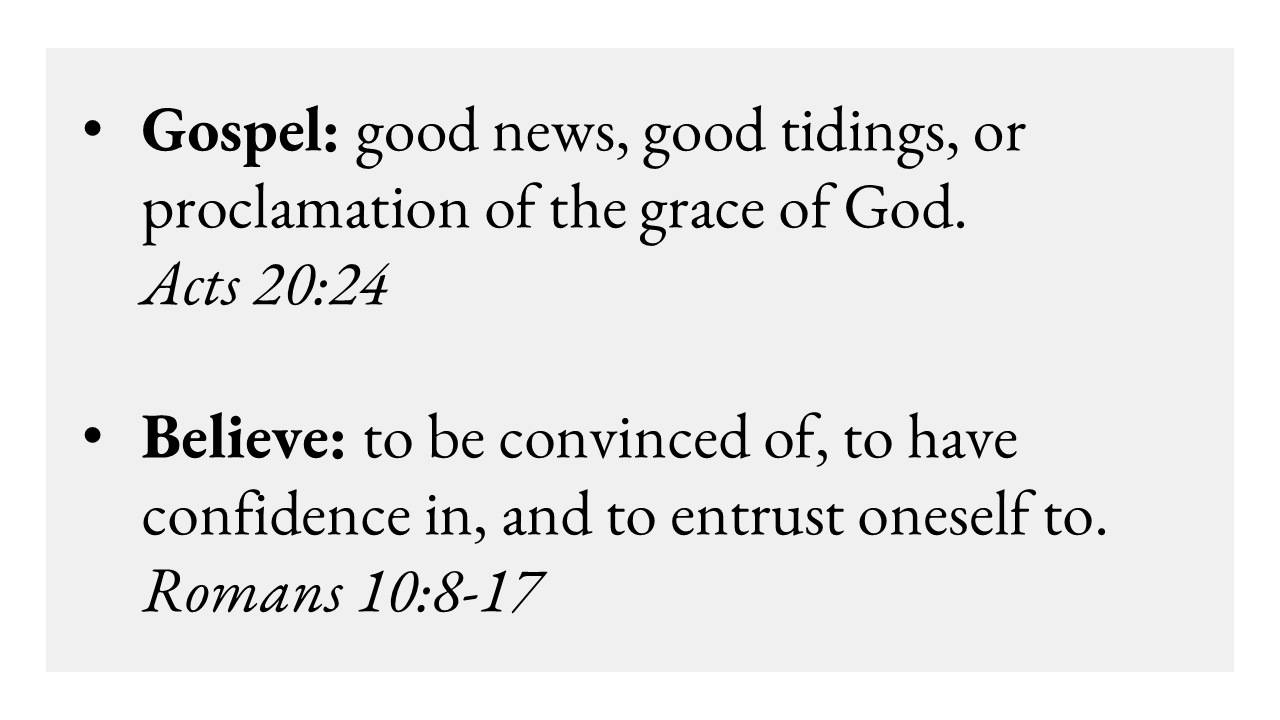 • Gospel: good news, good tidings, or
proclamation of the grace of God.
Acts 20:24
• Believe: to be convinced of, to have
confidence in, and to entrust oneself to.
Romans 10:8-17